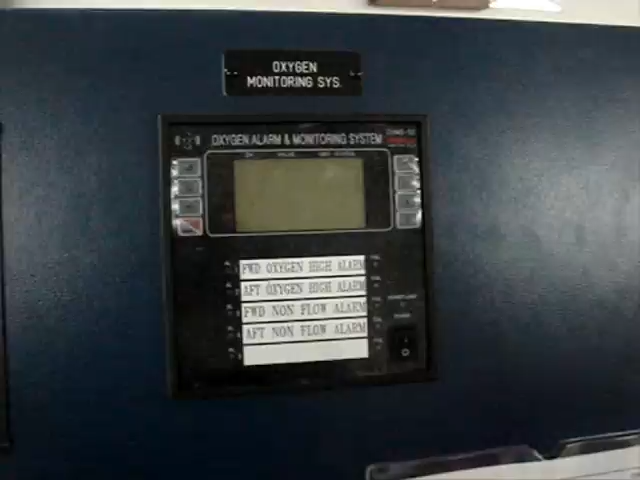 OXYGEN
MONITORING SYS.
OXYGEN ALARM & MONITORING SYSTEM
FWD OXYGEN HIGH ALARM
AFT OXYGEN HIGH ALARM
FWD NON FLOW ALARM
AFT NON FLOW ALARM